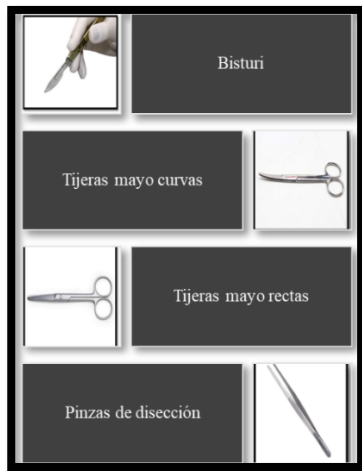 Bisturi
Tijeras mayo curvas
Tijeras mayo rectas
Pinzas de disección